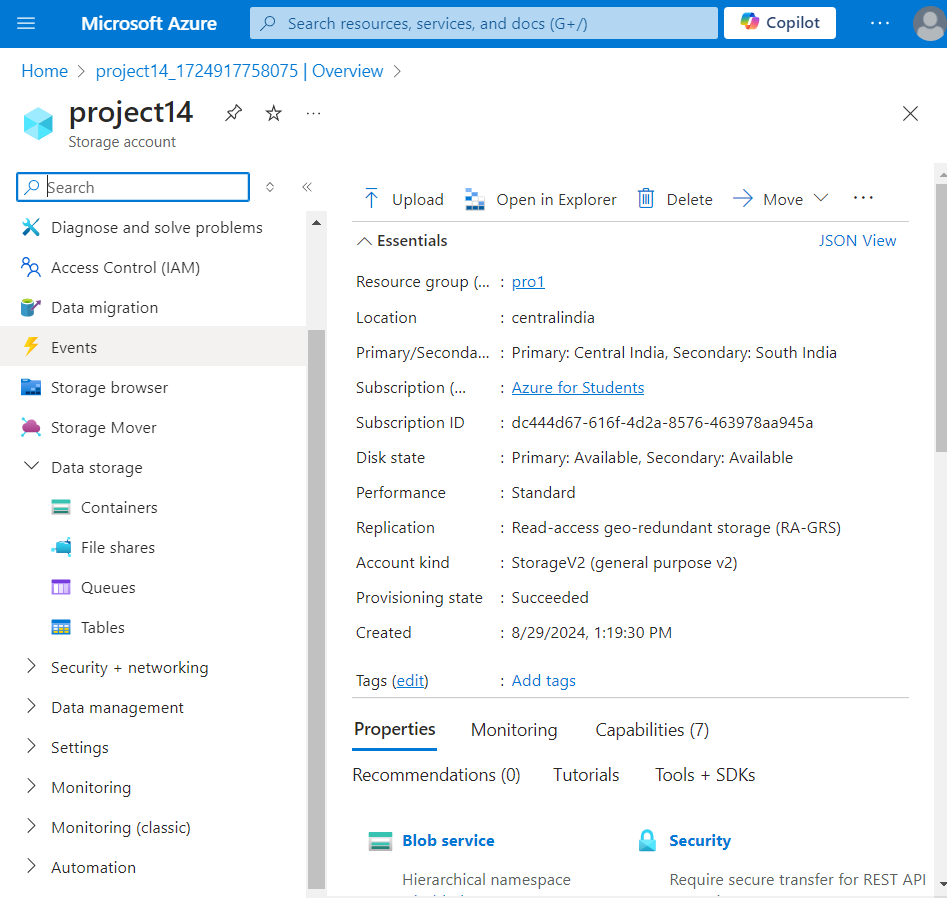 Microsoft Azure
Search resources, services, and docs (G+/)
Copilot
Home > project14_1724917758075 | Overview >
project14
Storage account
Search
Diagnose and solve problems
Access Control (IAM)
Data migration
Events
Storage browser
Storage Mover
Data storage
Containers
File shares
Queues
Tables
Security + networking
Data management
Settings
Monitoring
Monitoring (classic)
Automation
Upload Open in Explorer Delete Move
Essentials JSON View
Resource group (... : pro1
Location : centralindia
Primary/Seconda... : Primary: Central India, Secondary: South India
Subscription (... : Azure for Students
Subscription ID : dc444d67-616f-4d2a-8576-463978aa945a
Disk state : Primary: Available, Secondary: Available
Performance : Standard
Replication : Read-access geo-redundant storage (RA-GRS)
Account kind : StorageV2 (general purpose v2)
Provisioning state : Succeeded
Created : 8/29/2024, 1:19:30 PM
Tags (edit) : Add tags
Properties Monitoring Capabilities (7)
Recommendations (0) Tutorials Tools + SDKs
Blob service
Hierarchical namespace
Security
Require secure transfer for REST API